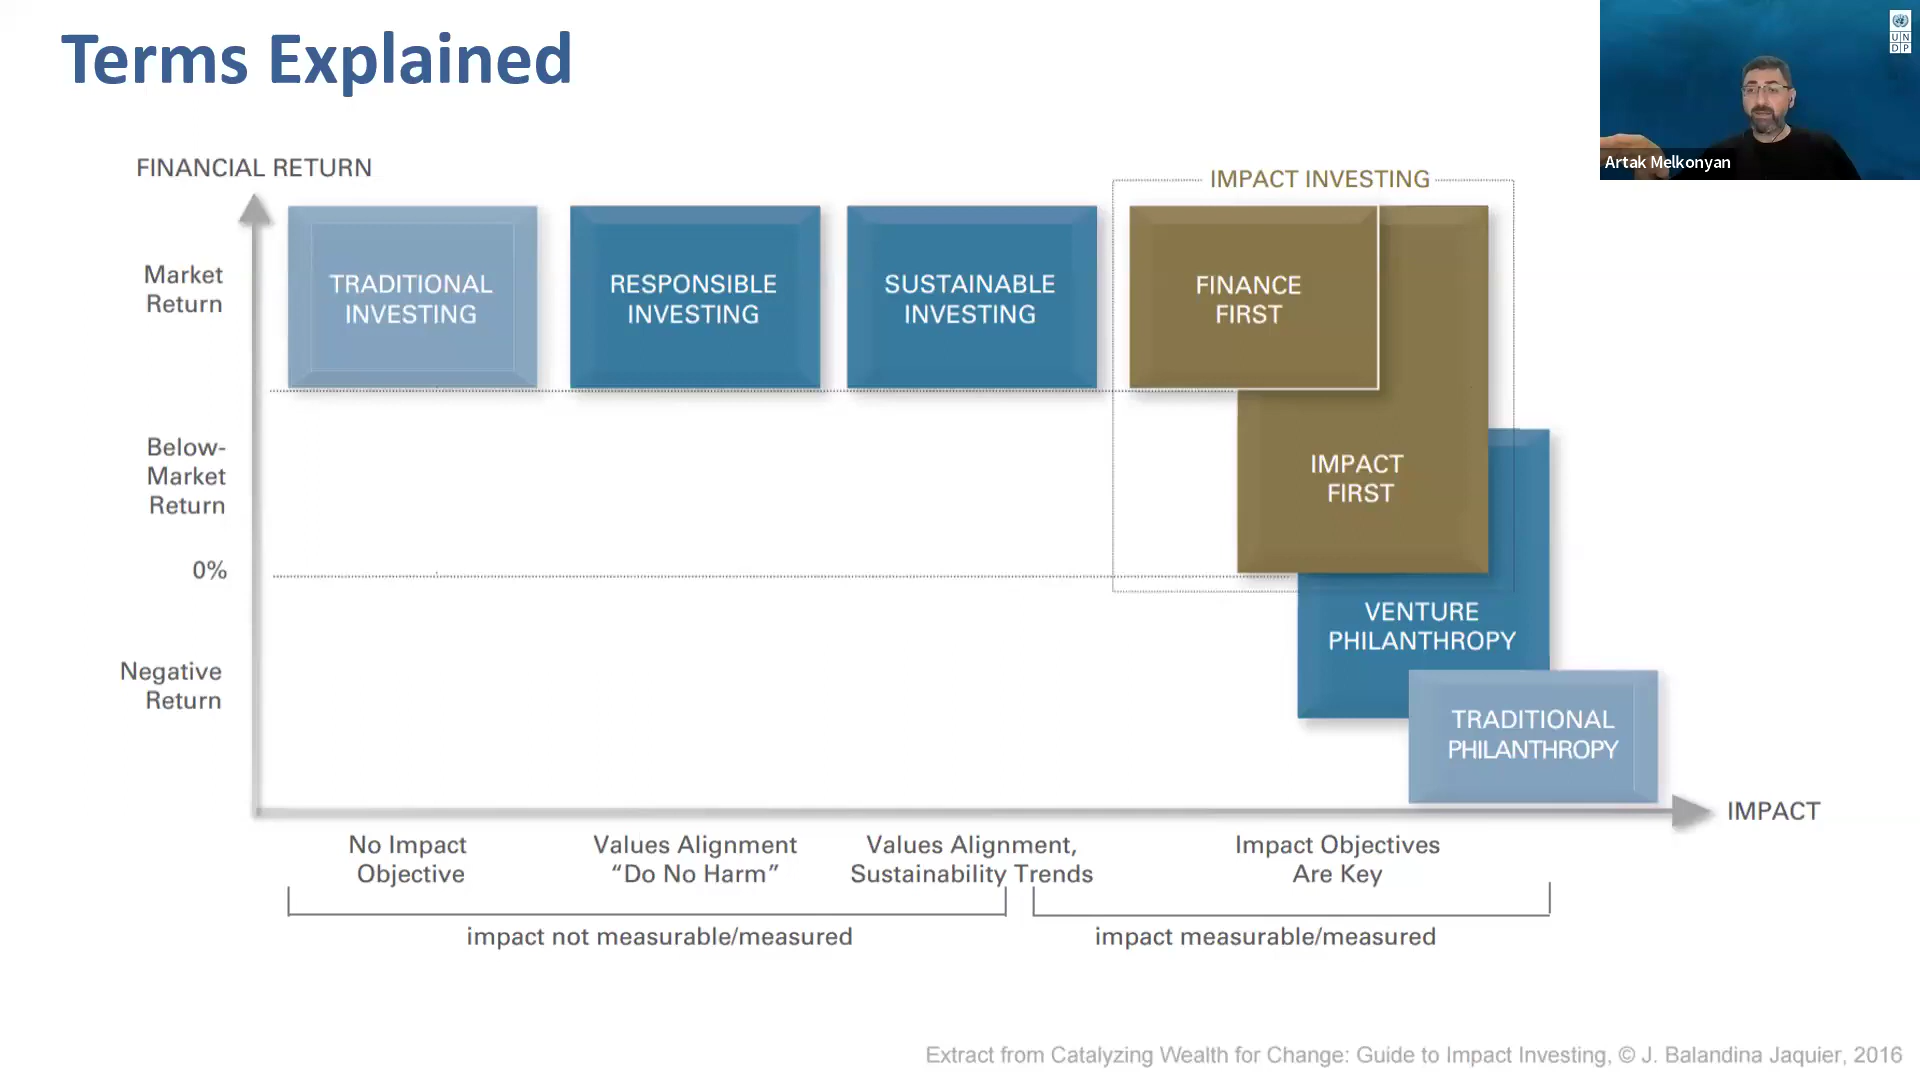 Terms Explained
UN
DP
Artak Melkonyan
FINANCIAL RETURN
IMPACT INVESTING
Market
Return
TRADITIONAL
INVESTING
RESPONSIBLE
INVESTING
SUSTAINABLE
INVESTING
FINANCE
FIRST
Below-
Market
Return
IMPACT
FIRST
0%
VENTURE
PHILANTHROPY
Negative
Return
TRADITIONAL
PHILANTHROPY
IMPACT
No Impact
Objective
Values Alignment
“Do No Harm”
Values Alignment,
Sustainability Trends
Impact Objectives
Are Key
impact not measurable/measured
impact measurable/measured
Extract from Catalyzing Wealth for Change: Guide to Impact Investing, © J. Balandina Jaquier, 2016